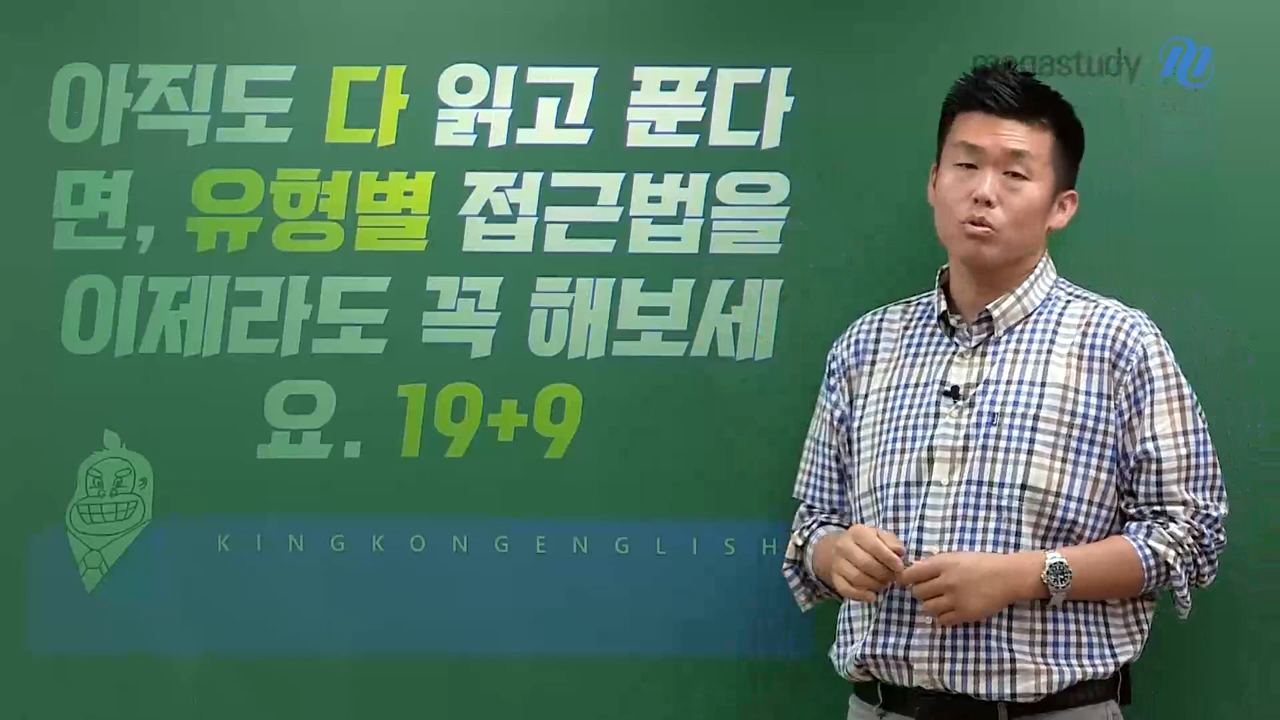 megastudy
아직도 다 읽고 푼다
면, 유형별 접근법을
이제라도 꼭 해보세
요. 19+9
KINGKONGENGLISH